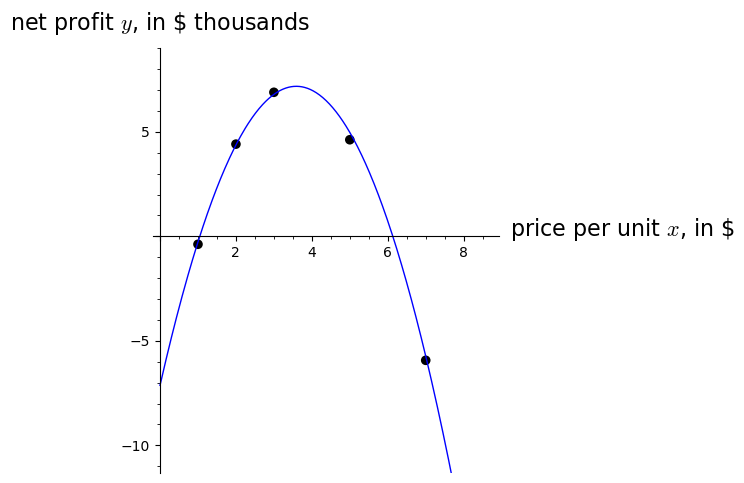 net profit y, in $ thousands
5
price per unit x, in $
2 4 6 8
−5
−10